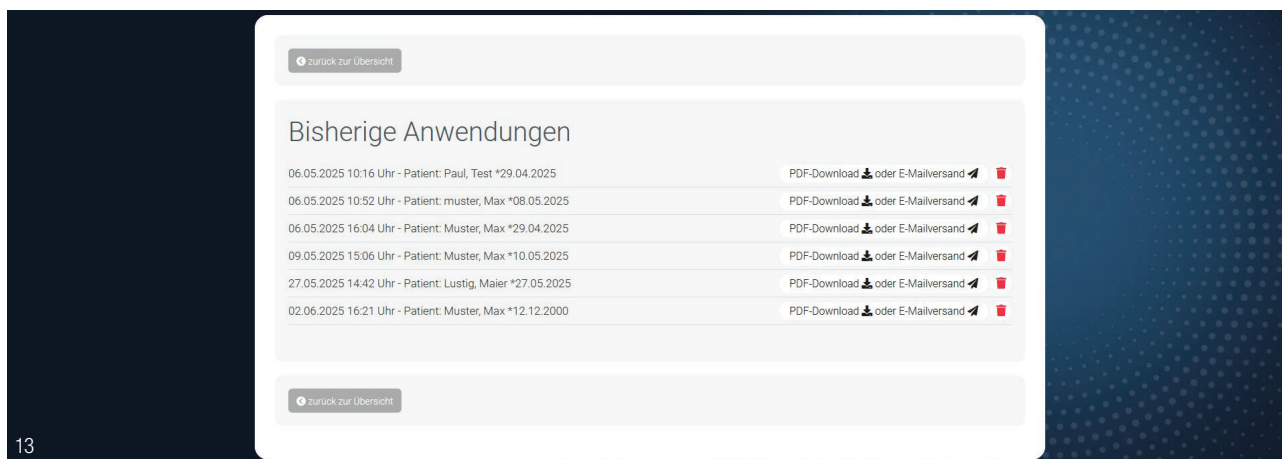 zurück zur Übersicht
Bisherige Anwendungen
06.05.2025 10:16 Uhr - Patient: Paul, Test *29.04.2025 PDF-Download oder E-Mailversand
06.05.2025 10:52 Uhr - Patient: muster, Max *08.05.2025 PDF-Download oder E-Mailversand
06.05.2025 16:04 Uhr - Patient: Muster, Max *29.04.2025 PDF-Download oder E-Mailversand
09.05.2025 15:06 Uhr - Patient: Muster, Max *10.05.2025 PDF-Download oder E-Mailversand
27.05.2025 14:42 Uhr - Patient: Lustig, Maier *27.05.2025 PDF-Download oder E-Mailversand
02.06.2025 16:21 Uhr - Patient: Muster, Max *12.12.2000 PDF-Download oder E-Mailversand
zurück zur Übersicht
13